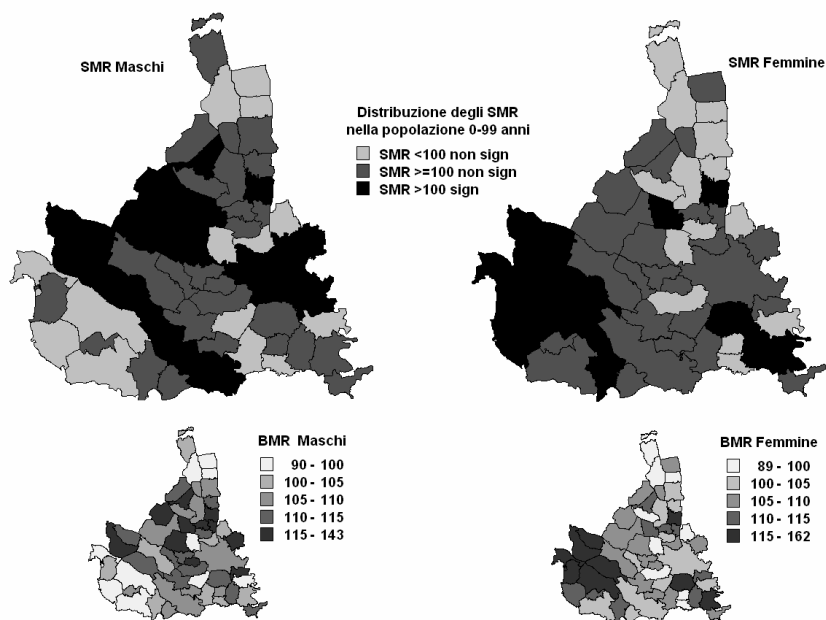 SMR Maschi
SMR Femmine
Distribuzione degli SMR
nella popolazione 0-99 anni
SMR <100 non sign
SMR >=100 non sign
SMR >100 sign
BMR Maschi
90 - 100
100 - 105
105 - 110
110 - 115
115 - 143
BMR Femmine
89 - 100
100 - 105
105 - 110
110 - 115
115 - 162